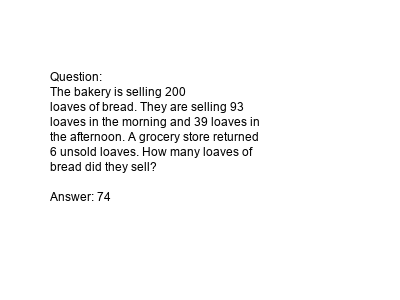 Question:
The bakery is selling 200
loaves of bread. They are selling 93
loaves in the morning and 39 loaves in
the afternoon. A grocery store returned
6 unsold loaves. How many loaves of
bread did they sell?
Answer: 74